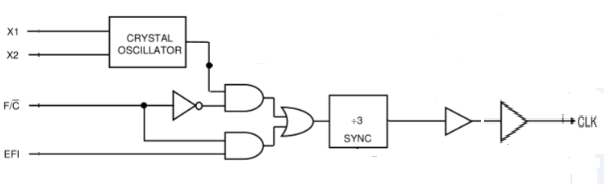 X1
X2
CRYSTAL
OSCILLATOR
F/C̅
EFI
÷3
SYNC
CLK